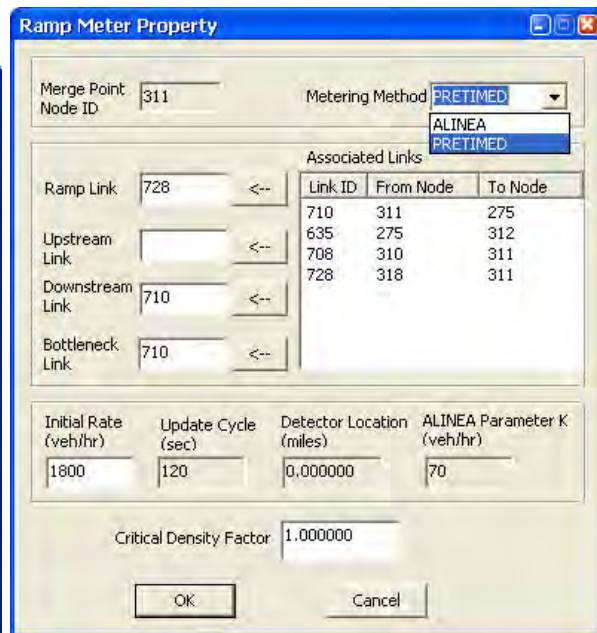 Ramp Meter Property
Merge Point Node ID 311 Metering Method PRETIMED
ALINEA
PRETIMED
Associated Links
Link ID From Node To Node
710 311 275
635 275 312
708 310 311
728 318 311
Ramp Link 728 <--
Upstream Link <--
Downstream Link 710 <--
Bottleneck Link 710 <--
Initial Rate (veh/hr) 1800
Update Cycle (sec) 120
Detector Location (miles) 0.000000
ALINEA Parameter K (veh/hr) 70
Critical Density Factor 1.000000
OK Cancel